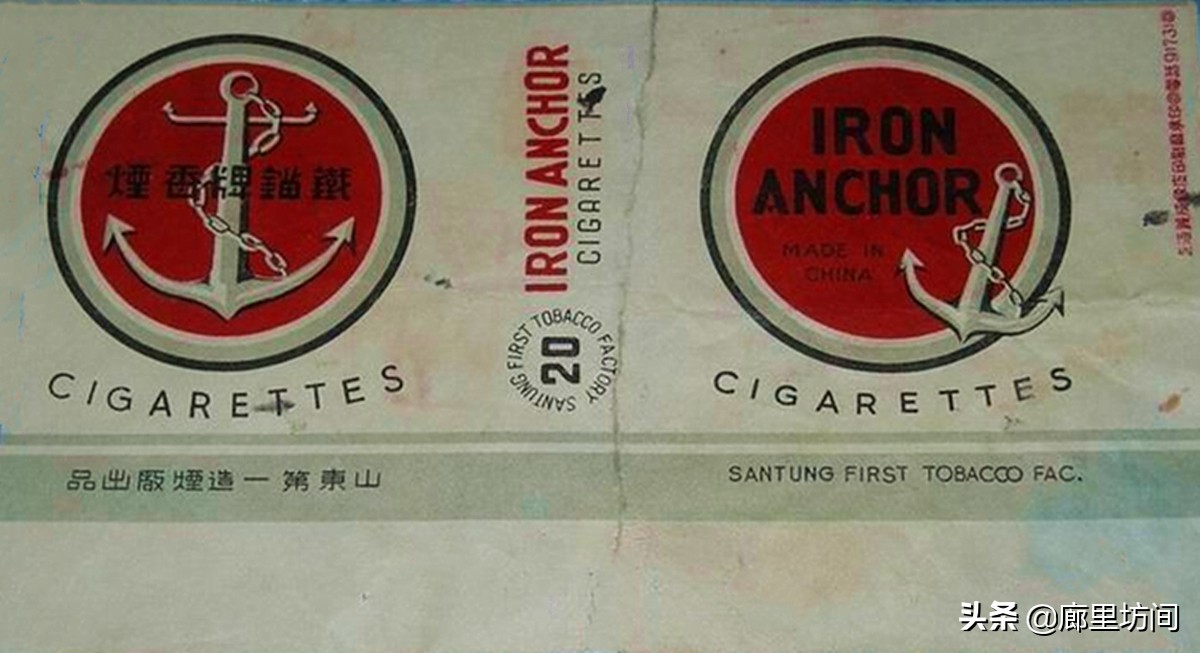 鐵錨牌香煙
CIGARETTES
山東第一造煙廠出品
IRON ANCHOR
CIGARETTES
SANTUNG FIRST TOBACCO FACTORY
20
IRON
ANCHOR
MADE IN
CHINA
CIGARETTES
SANTUNG FIRST TOBACCO FAC.
头条 @廊里坊间